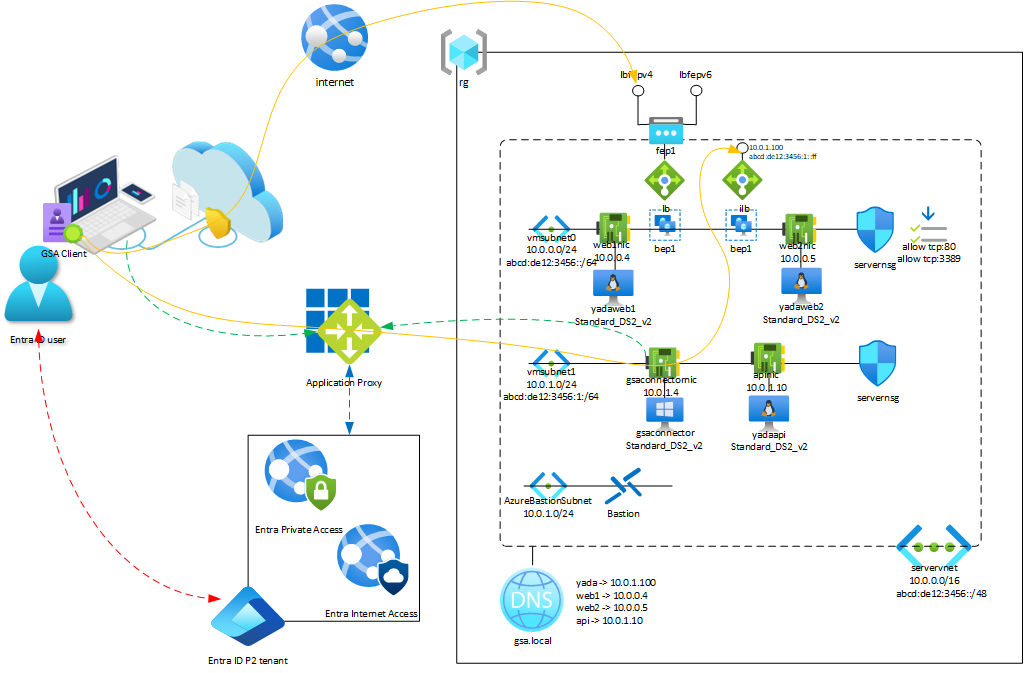 internet
rg
lbfepv4
lbfepv6
fep1
10.0.1.100
abcd:de12:3456:1::ff
lb
ilb
bep1
bep1
vmsubnet0
10.0.0.0/24
abcd:de12:3456::/64
web1nic
10.0.0.4
web2nic
10.0.0.5
servernsg
allow tcp:80
allow tcp:3389
yadaweb1
Standard_DS2_v2
yadaweb2
Standard_DS2_v2
GSA Client
Entra ID user
Application Proxy
vmsubnet1
10.0.1.0/24
abcd:de12:3456:1:/64
gsaconnectornic
10.0.1.4
apinic
10.0.1.10
servernsg
gsaconnector
Standard_DS2_v2
yadaapi
Standard_DS2_v2
AzureBastionSubnet
10.0.1.0/24
Bastion
Entra Private Access
Entra Internet Access
Entra ID P2 tenant
servervnet
10.0.0.0/16
abcd:de12:3456::/48
DNS
gsa.local
yada -> 10.0.1.100
web1 -> 10.0.0.4
web2 -> 10.0.0.5
api -> 10.0.1.10